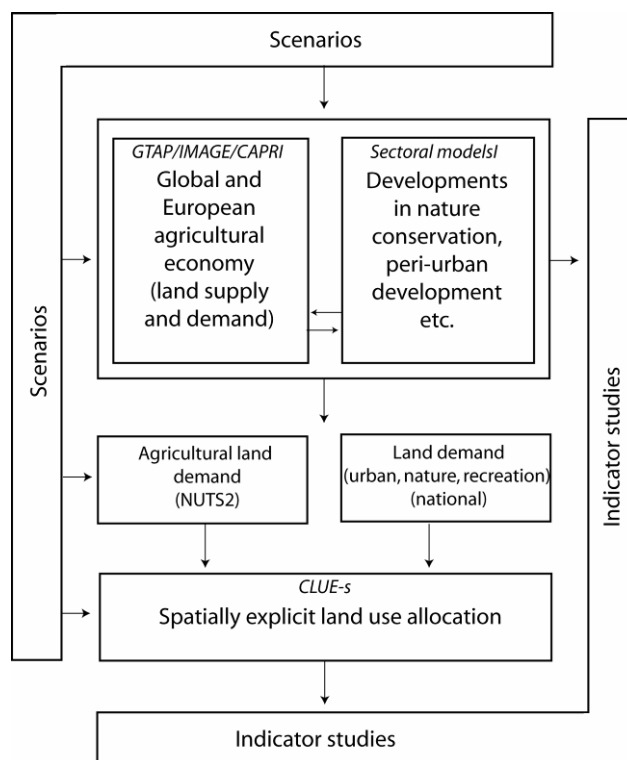 Scenarios
Scenarios
GTAP/IMAGE/CAPRI
Global and
European
agricultural
economy
(land supply
and demand)
Sectoral modelsl
Developments
in nature
conservation,
peri-urban
development
etc.
Agricultural land
demand
(NUTS2)
Land demand
(urban, nature, recreation)
(national)
CLUE-s
Spatially explicit land use allocation
Indicator studies
Indicator studies